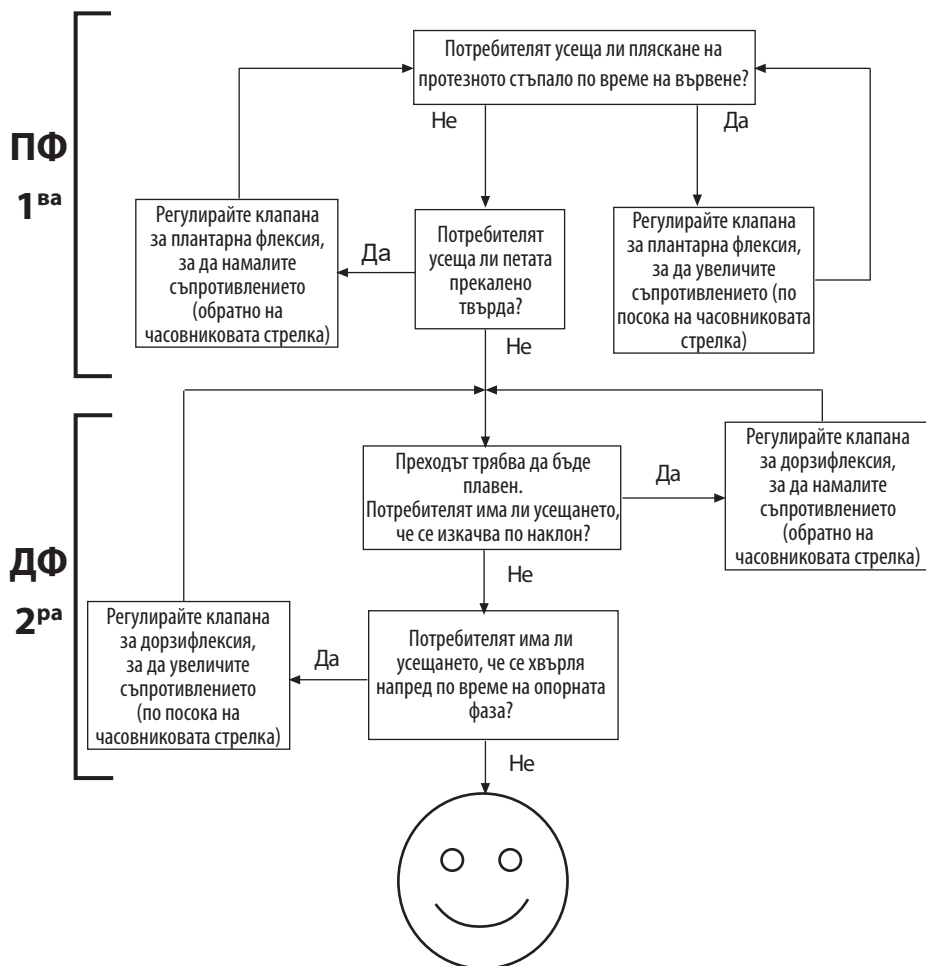 Потребителят усеща ли пляскане на
протезното стъпало по време на вървене?
Не
Да
ПФ
1ва
Регулирайте клапана
за плантарна флексия,
за да намалите
съпротивлението
(обратно на
часовниковата стрелка)
Да
Потребителят
усеща ли петата
прекалено
твърда?
Регулирайте клапана
за плантарна флексия,
за да увеличите
съпротивлението (по
посока на часовниковата
стрелка)
Не
Преходът трябва да бъде
плавен.
Потребителят има ли усещането,
че се изкачва по наклон?
Да
Регулирайте клапана
за дорзифлексия,
за да намалите
съпротивлението
(обратно на
часовниковата стрелка)
ДФ
2ра
Не
Регулирайте клапана
за дорзифлексия,
за да увеличите
съпротивлението
(по посока на
часовниковата стрелка)
Да
Потребителят има ли
усещането, че се хвърля
напред по време на опорната
фаза?
Не